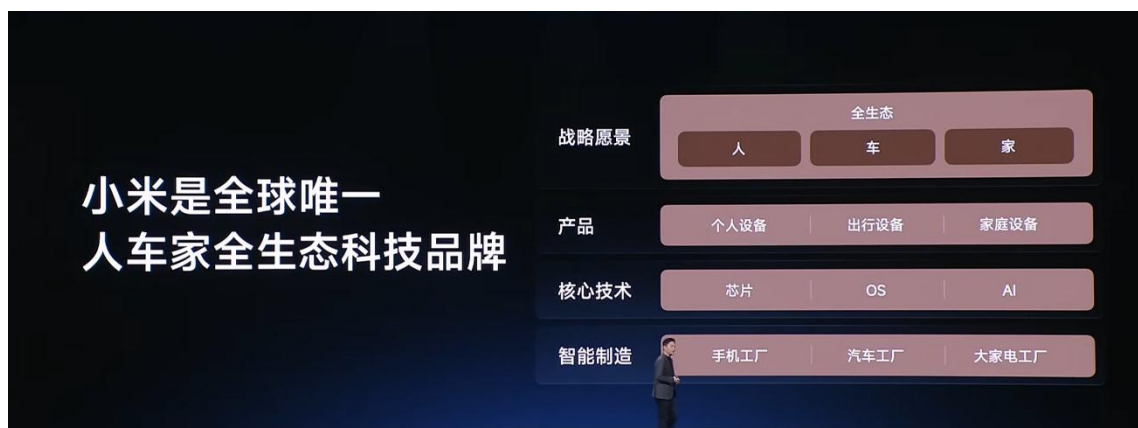 小米是全球唯一
人车家全生态科技品牌
战略愿景
全生态
人 车 家
产品
个人设备 出行设备 家庭设备
核心技术
芯片 OS AI
智能制造
手机工厂 汽车工厂 大家电工厂